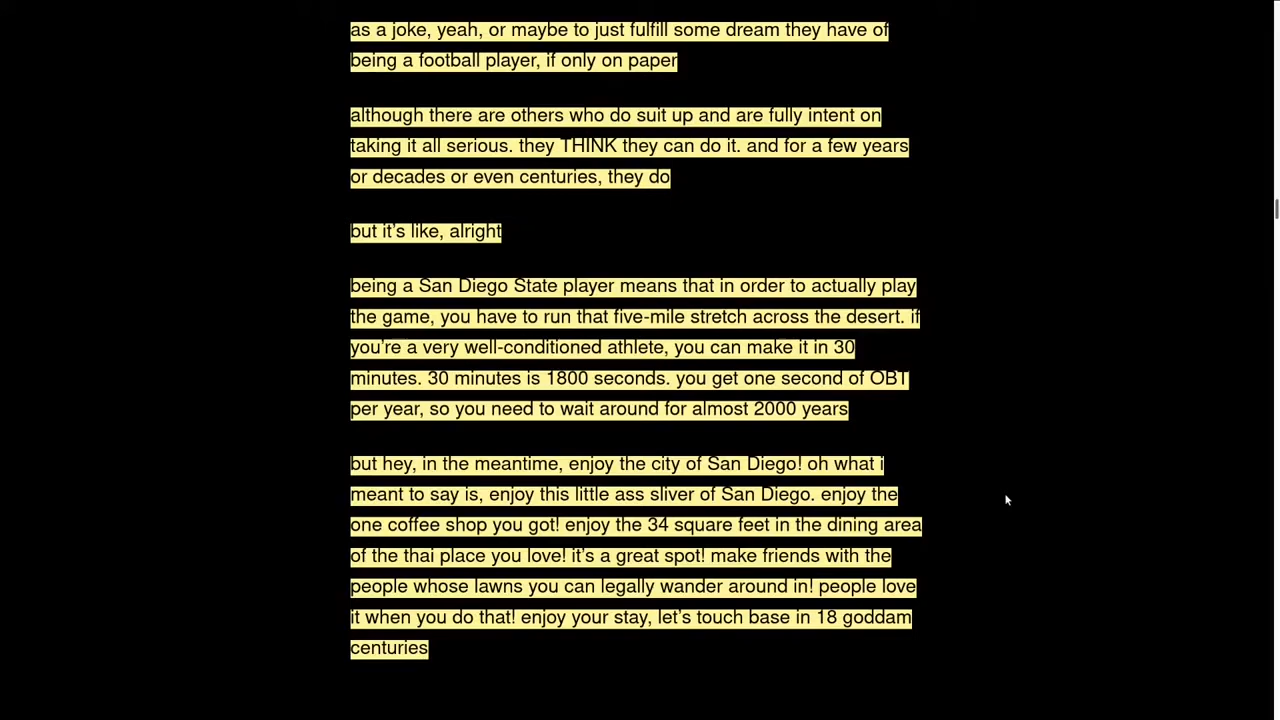 as a joke, yeah, or maybe to just fulfill some dream they have of
being a football player, if only on paper
although there are others who do suit up and are fully intent on
taking it all serious. they THINK they can do it. and for a few years
or decades or even centuries, they do
but it’s like, alright
being a San Diego State player means that in order to actually play
the game, you have to run that five-mile stretch across the desert. if
you’re a very well-conditioned athlete, you can make it in 30
minutes. 30 minutes is 1800 seconds. you get one second of OBT
per year, so you need to wait around for almost 2000 years
but hey, in the meantime, enjoy the city of San Diego! oh what i
meant to say is, enjoy this little ass sliver of San Diego. enjoy the
one coffee shop you got! enjoy the 34 square feet in the dining area
of the thai place you love! it’s a great spot! make friends with the
people whose lawns you can legally wander around in! people love
it when you do that! enjoy your stay, let’s touch base in 18 goddam
centuries